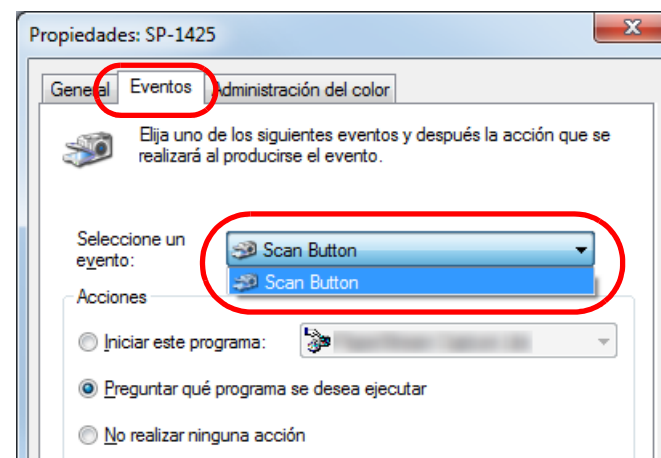 Propiedades: SP-1425
General Eventos Administración del color
Elija uno de los siguientes eventos y después la acción que se
realizará al producirse el evento.
Seleccione un
evento:
Scan Button
Scan Button
Acciones
Iniciar este programa:
Preguntar qué programa se desea ejecutar
No realizar ninguna acción